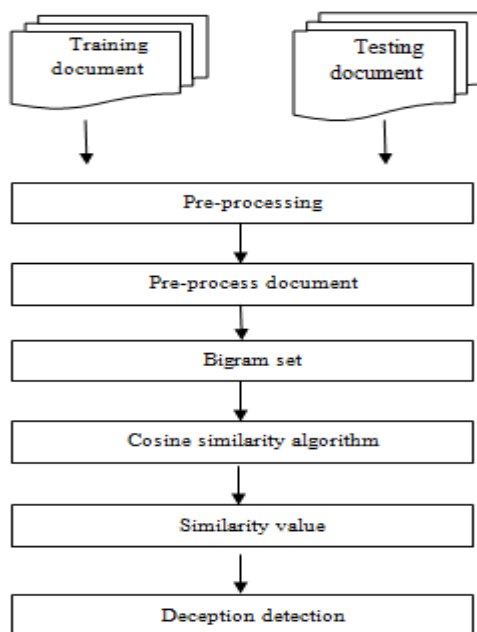 Training
document
Testing
document
Pre-processing
Pre-process document
Bigram set
Cosine similarity algorithm
Similarity value
Deception detection